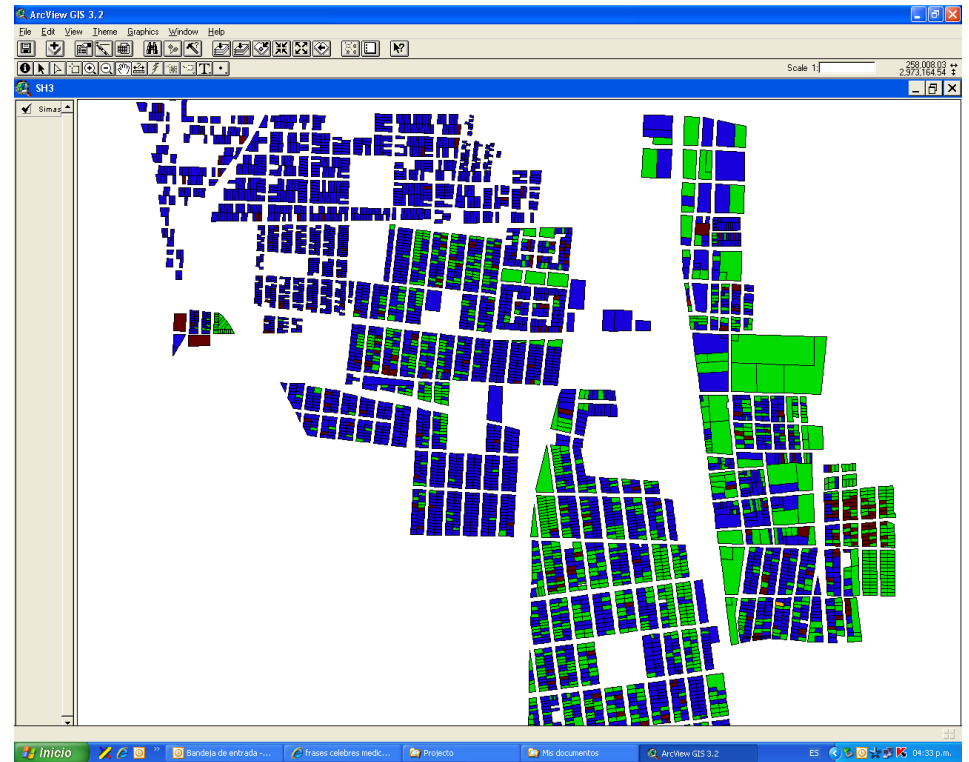 ArcView GIS 3.2
File Edit View Theme Graphics Window Help
Scale 1:
258,008.03
2,973,164.54
SH3
Simas
Inicio
Bandeja de entrada -...
frases celebres medic...
Projecto
Mis documentos
ArcView GIS 3.2
ES
04:33 p.m.